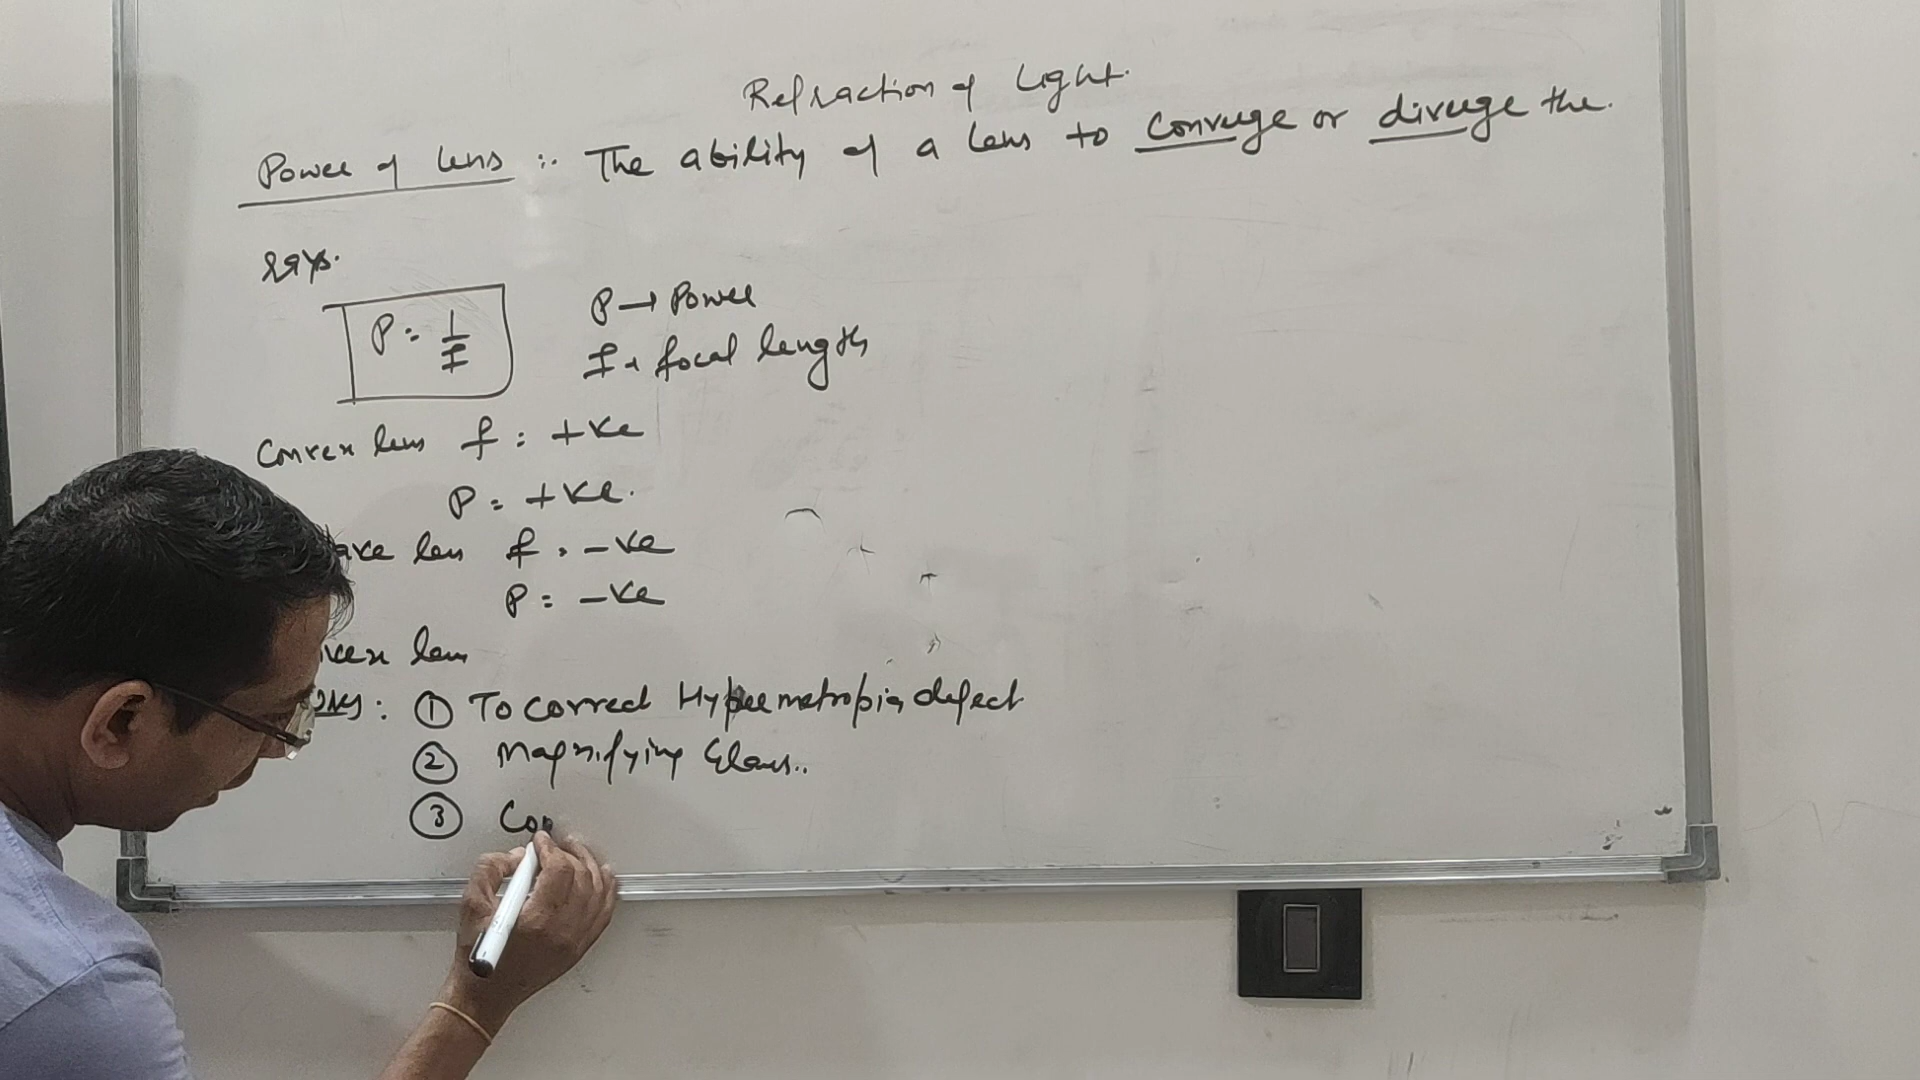 Refraction of Light.
Power of lens :. The ability of a lens to converge or diverge the
rays.
P = 1/f
P → Power
f → focal length
Convex lens f = +ve
P = +ve.
ave len f = -ve
P = -ve
vex lens
① To correct Hypermetropia defect
② Magnifying Glass..
③ Con